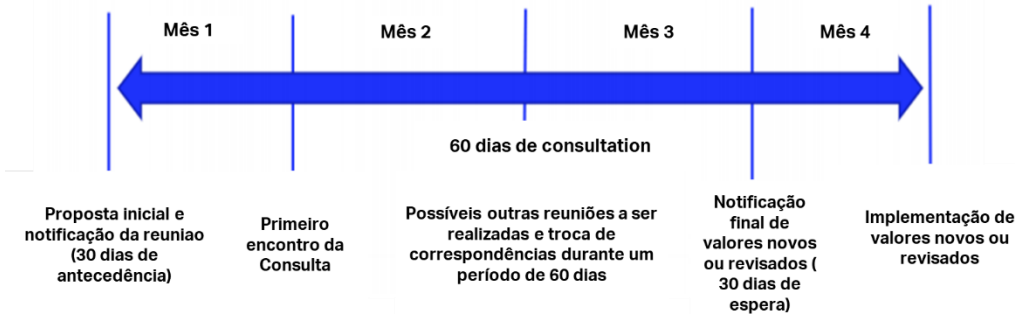 Mês 1
Mês 2
Mês 3
Mês 4
60 dias de consultation
Proposta inicial e
notificação da reuniao
(30 dias de
antecedência)
Primeiro
encontro da
Consulta
Possíveis outras reuniões a ser
realizadas e troca de
correspondências durante um
período de 60 dias
Notificação
final de
valores novos
ou revisados (
30 dias de
espera)
Implementação de
valores novos ou
revisados